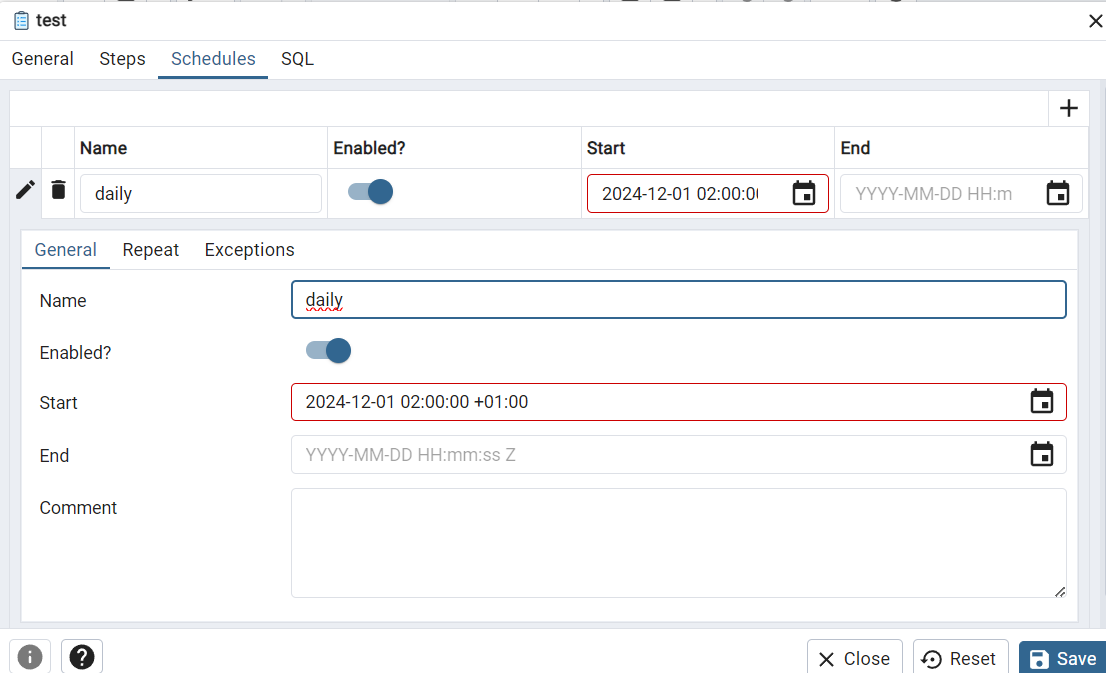 test
General Steps Schedules SQL
Name Enabled? Start End
daily 2024-12-01 02:00:0 YYYY-MM-DD HH:m
General Repeat Exceptions
Name daily
Enabled?
Start 2024-12-01 02:00:00 +01:00
End YYYY-MM-DD HH:mm:ss Z
Comment
Close Reset Save